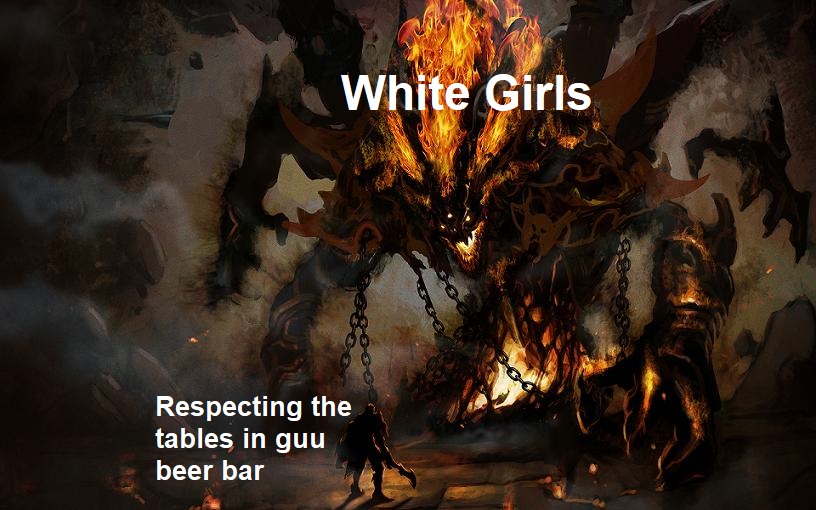 White Girls
Respecting the
tables in guu
beer bar